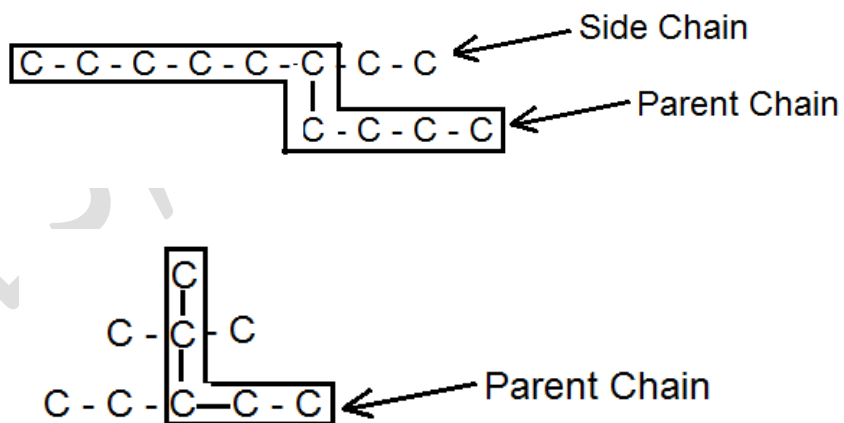 Side Chain
C - C - C - C - C - C - C - C
Parent Chain
C - C - C - C
C
C - C - C
C - C - C - C - C
Parent Chain